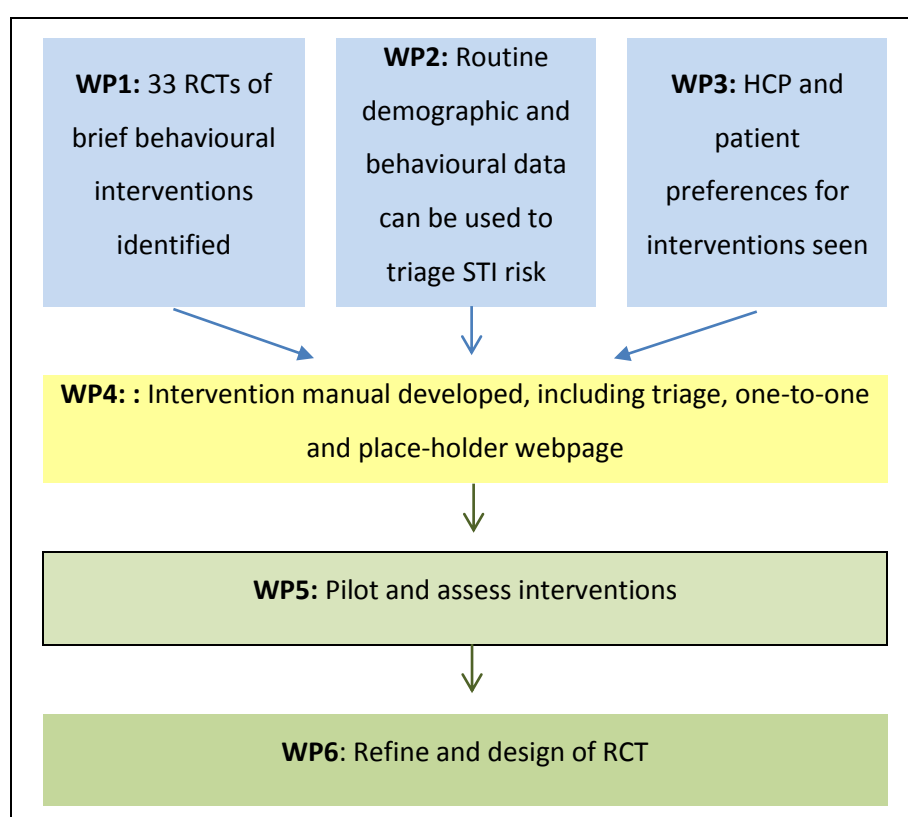 WP1: 33 RCTs of
brief behavioural
interventions
identified
WP2: Routine
demographic and
behavioural data
can be used to
triage STI risk
WP3: HCP and
patient
preferences for
interventions seen
WP4: : Intervention manual developed, including triage, one-to-one
and place-holder webpage
WP5: Pilot and assess interventions
WP6: Refine and design of RCT